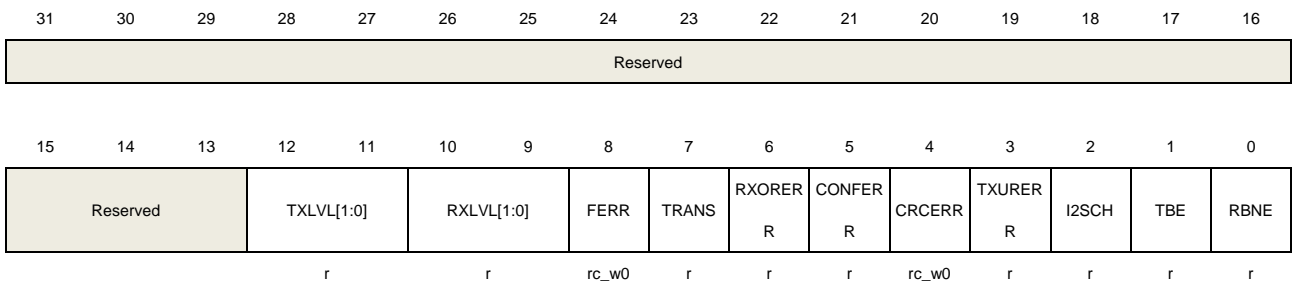 31 30 29 28 27 26 25 24 23 22 21 20 19 18 17 16
Reserved
15 14 13 12 11 10 9 8 7 6 5 4 3 2 1 0
Reserved TXLVL[1:0] RXLVL[1:0] FERR TRANS RXORER CONFER CRCERR TXURER I2SCH TBE RBNE
R R R
r r rc_w0 r r r rc_w0 r r r r